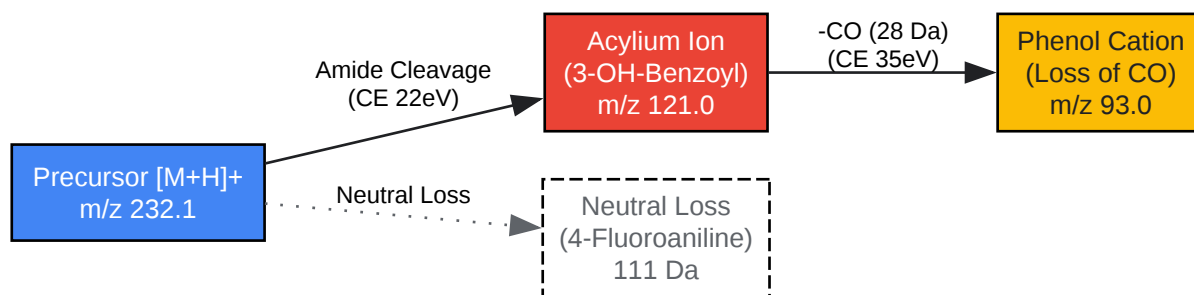 Precursor [M+H]+
m/z 232.1
Amide Cleavage
(CE 22eV)
Acylium Ion
(3-OH-Benzoyl)
m/z 121.0
-CO (28 Da)
(CE 35eV)
Phenol Cation
(Loss of CO)
m/z 93.0
Neutral Loss
Neutral Loss
(4-Fluoroaniline)
111 Da